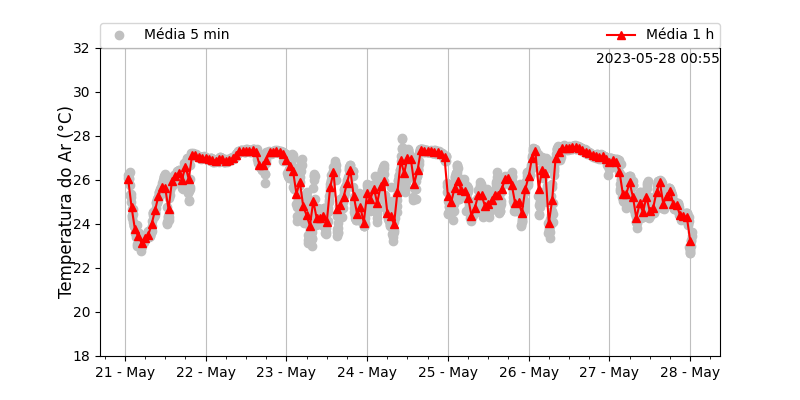 Média 5 min
Média 1 h
2023-05-28 00:55
Temperatura do Ar (°C)
32
30
28
26
24
22
20
18
21 - May
22 - May
23 - May
24 - May
25 - May
26 - May
27 - May
28 - May